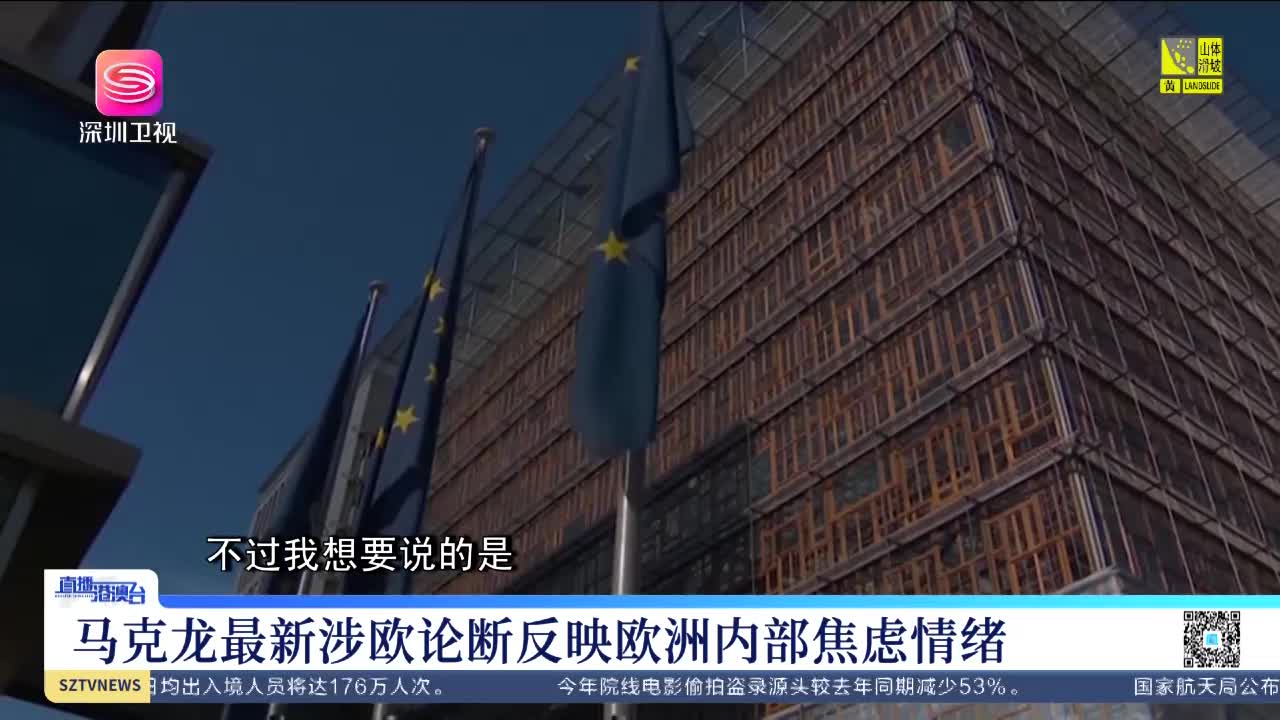 深圳卫视
山体
滑坡
黄 LANDSLIDE
不过我想要说的是
直播港澳台
马克龙最新涉欧论断反映欧洲内部焦虑情绪
SZTVNEWS
日均出入境人员将达176万人次。 今年院线电影偷拍盗录源头较去年同期减少53%。 国家航天局公布